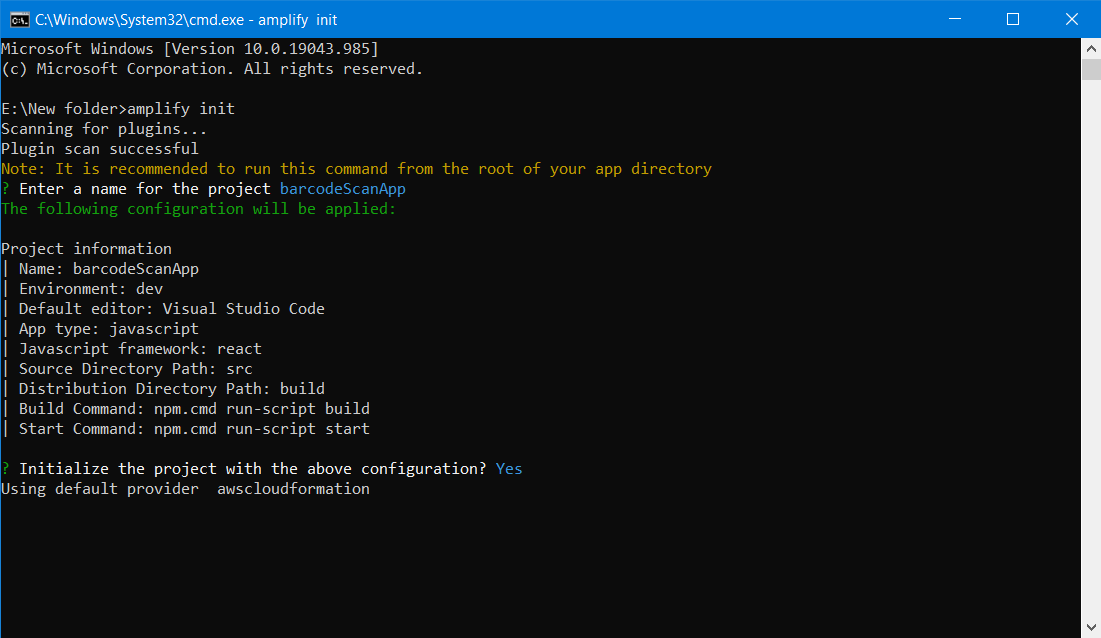 C:\Windows\System32\cmd.exe - amplify  init
Microsoft Windows [Version 10.0.19043.985]
(c) Microsoft Corporation. All rights reserved.
E:\New folder>amplify init
Scanning for plugins...
Plugin scan successful
Note: It is recommended to run this command from the root of your app directory
? Enter a name for the project barcodeScanApp
The following configuration will be applied:
Project information
| Name: barcodeScanApp
| Environment: dev
| Default editor: Visual Studio Code
| App type: javascript
| Javascript framework: react
| Source Directory Path: src
| Distribution Directory Path: build
| Build Command: npm.cmd run-script build
| Start Command: npm.cmd run-script start
? Initialize the project with the above configuration? Yes
Using default provider  awscloudformation